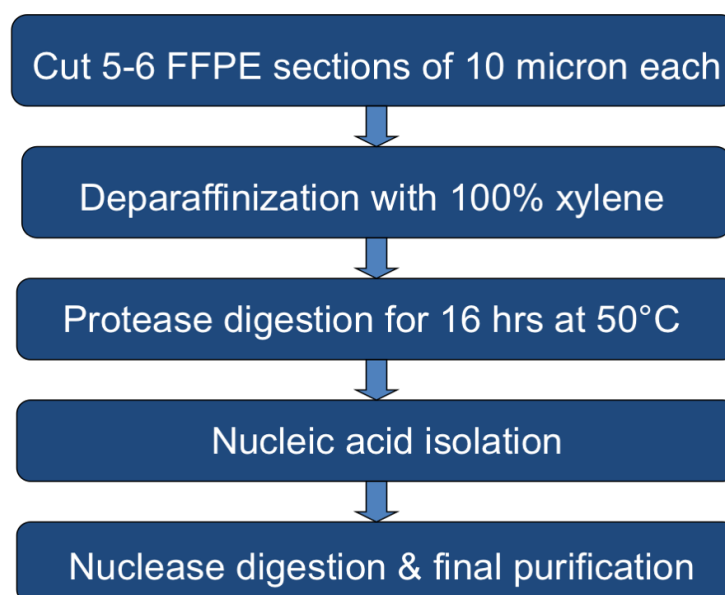 Cut 5-6 FFPE sections of 10 micron each
Deparaffinization with 100% xylene
Protease digestion for 16 hrs at 50°C
Nucleic acid isolation
Nuclease digestion & final purification